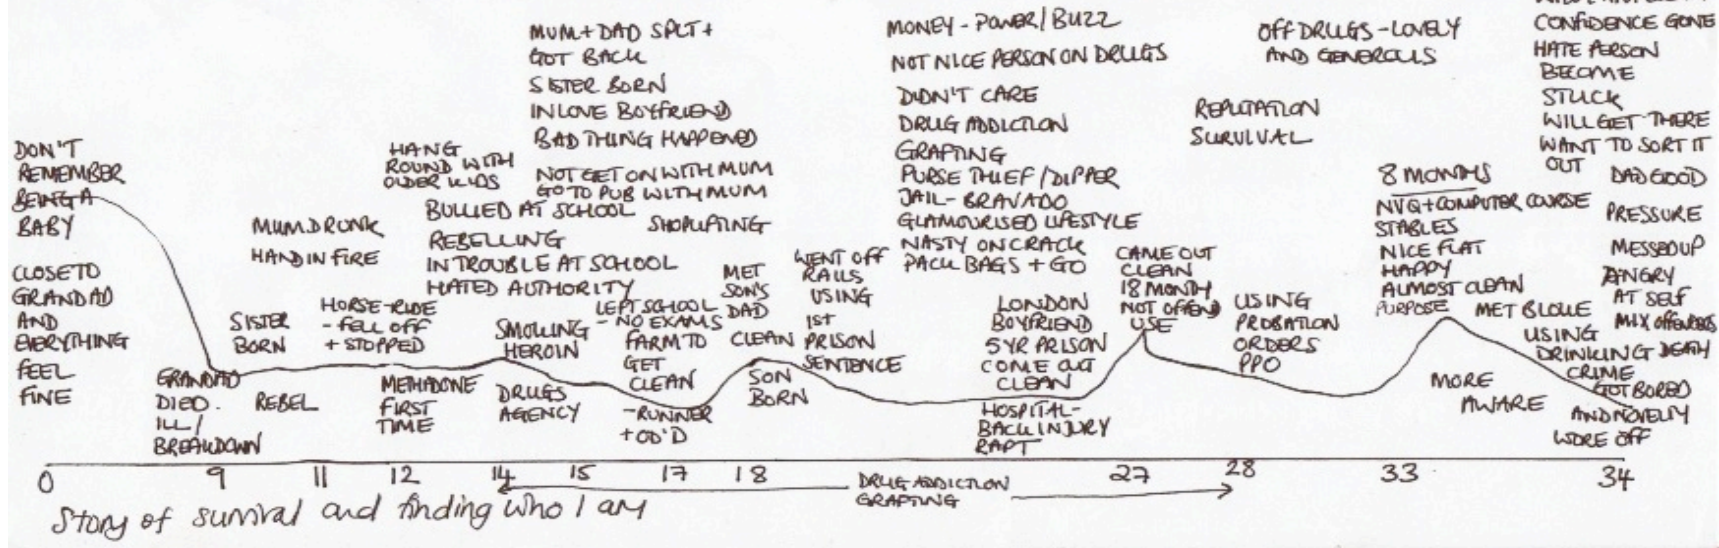 DON'T
REMEMBER
BEING A
BABY
CLOSE TO
GRANDAD
AND
EVERYTHING
FEEL
FINE
GRANDAD
DIED.
ILL/
BREAKDOWN
SISTER
BORN
REBEL
MUM DRUNK
HAND IN FIRE
HORSE-RIDE
- FELL OFF
+ STOPPED
METHADONE
FIRST
TIME
HANG
ROUND WITH
OLDER KIDS
BULLIED AT SCHOOL
REBELLING
IN TROUBLE AT SCHOOL
HATED AUTHORITY
SMOKING
HEROIN
DRUGS
AGENCY
MUM + DAD SPLT +
GOT BACK
SISTER BORN
IN LOVE BOYFRIEND
BAD THING HAPPENED
NOT GET ON WITH MUM
GO TO PUB WITH MUM
SHOPLIFTING
LEFT SCHOOL
- NO EXAMS
FARM TO
GET
CLEAN
- RUNNER
+ OD'D
MET
SON'S
DAD
CLEAN
SON
BORN
WENT OFF
RAILS
USING
1st
PRISON
SENTENCE
MONEY - POWER/BUZZ
NOT NICE PERSON ON DRUGS
DIDN'T CARE
DRUG ADDICTION
GRAFTING
PURSE THIEF/DIPPER
JAIL - BRAVADO
GLAMOURISED LIFESTYLE
NASTY ON CRACK
PACK BAGS + GO
LONDON
BOYFRIEND
5YR PRISON
COME OUT
CLEAN
HOSPITAL -
BACK INJURY
RAPT
CAME OUT
CLEAN
18 MONTH
NOT OFFEND
USE
OFF DRUGS - LOVELY
AND GENEROUS
REPUTATION
SURVIVAL
USING
PROBATION
ORDERS
PPO
8 MONTHS
NVQ + COMPUTER COURSE
STABLES
NICE FLAT
HAPPY
ALMOST CLEAN
PURPOSE
MORE
AWARE
MET BLOKE
USING
DRINKING DEATH
CRIME
GOT BORED
AND NOVELTY
WORE OFF
CONFIDENCE GONE
HATE PERSON
BECOME
STUCK
WILL GET THERE
WANT TO SORT IT
OUT
DAD GOOD
PRESSURE
MESSED UP
ANGRY
AT SELF
MIX OFFENDERS
0 9 11 12 14 15 17 18 27 28 33 34
DRUG ADDICTION
GRAFTING
Story of survival and finding who I am